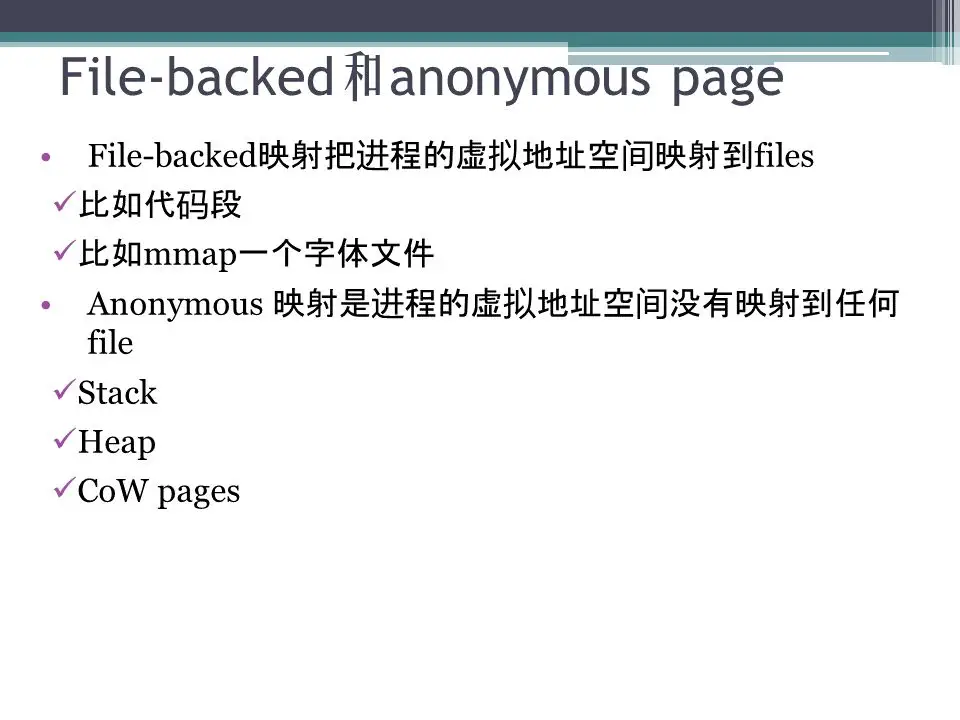 File-backed和anonymous page
• File-backed映射把进程的虚拟地址空间映射到files
✓比如代码段
✓比如mmap一个字体文件
• Anonymous 映射是进程的虚拟地址空间没有映射到任何
file
✓Stack
✓Heap
✓CoW pages